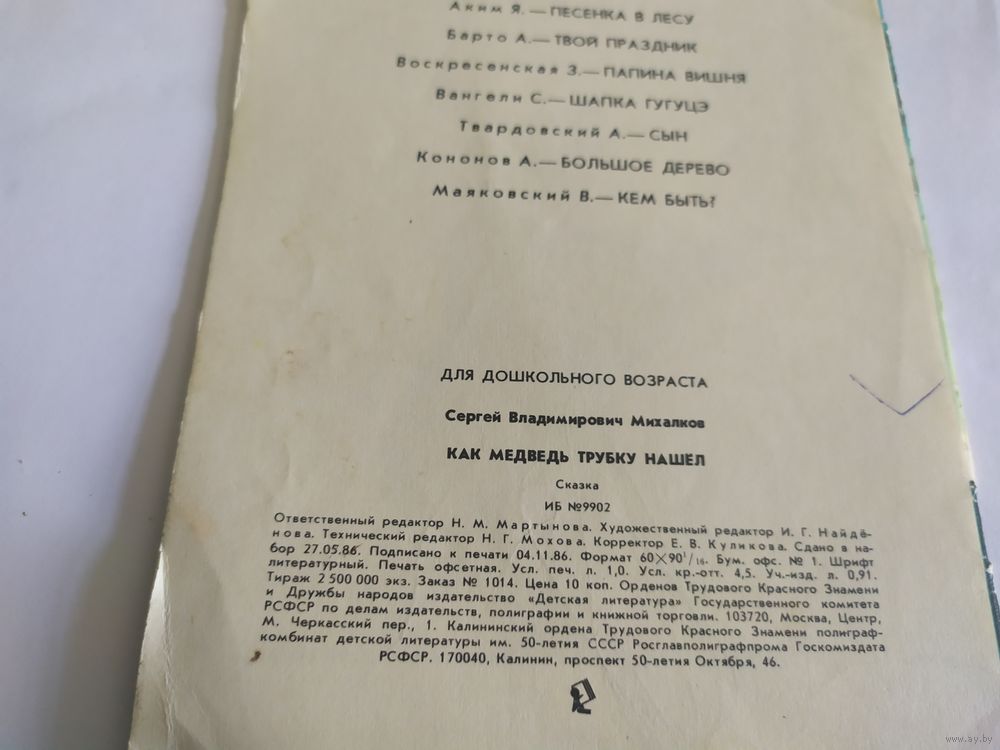 Аким Я.— ПЕСЕНКА В ЛЕСУ
Барто А.— ТВОЙ ПРАЗДНИК
Воскресенская З.— ПАПИНА ВИШНЯ
Вангели С.— ШАПКА ГУГУЦЭ
Твардовский А.— СЫН
Кононов А.— БОЛЬШОЕ ДЕРЕВО
Маяковский В.— КЕМ БЫТЬ?
ДЛЯ ДОШКОЛЬНОГО ВОЗРАСТА
Сергей Владимирович Михалков
КАК МЕДВЕДЬ ТРУБКУ НАШЕЛ
Сказка
ИБ №9902
Ответственный редактор Н. М. Мартынова. Художественный редактор И. Г. Найдё-
нова. Технический редактор Н. Г. Мохова. Корректор Е. В. Куликова. Сдано в на-
бор 27.05.86. Подписано к печати 04.11.86. Формат 60×90¹/₁₆. Бум. офс. № 1. Шрифт
литературный. Печать офсетная. Усл. печ. л. 1,0. Усл. кр.-отт. 4,5. Уч.-изд. л. 0,91.
Тираж 2 500 000 экз. Заказ № 1014. Цена 10 коп. Орденов Трудового Красного Знамени
и Дружбы народов издательство «Детская литература» Государственного комитета
РСФСР по делам издательств, полиграфии и книжной торговли. 103720, Москва, Центр,
М. Черкасский пер., 1. Калининский ордена Трудового Красного Знамени полиграф-
комбинат детской литературы им. 50-летия СССР Росглавполиграфпрома Госкомиздата
РСФСР. 170040, Калинин, проспект 50-летия Октября, 46.
www.ay.by